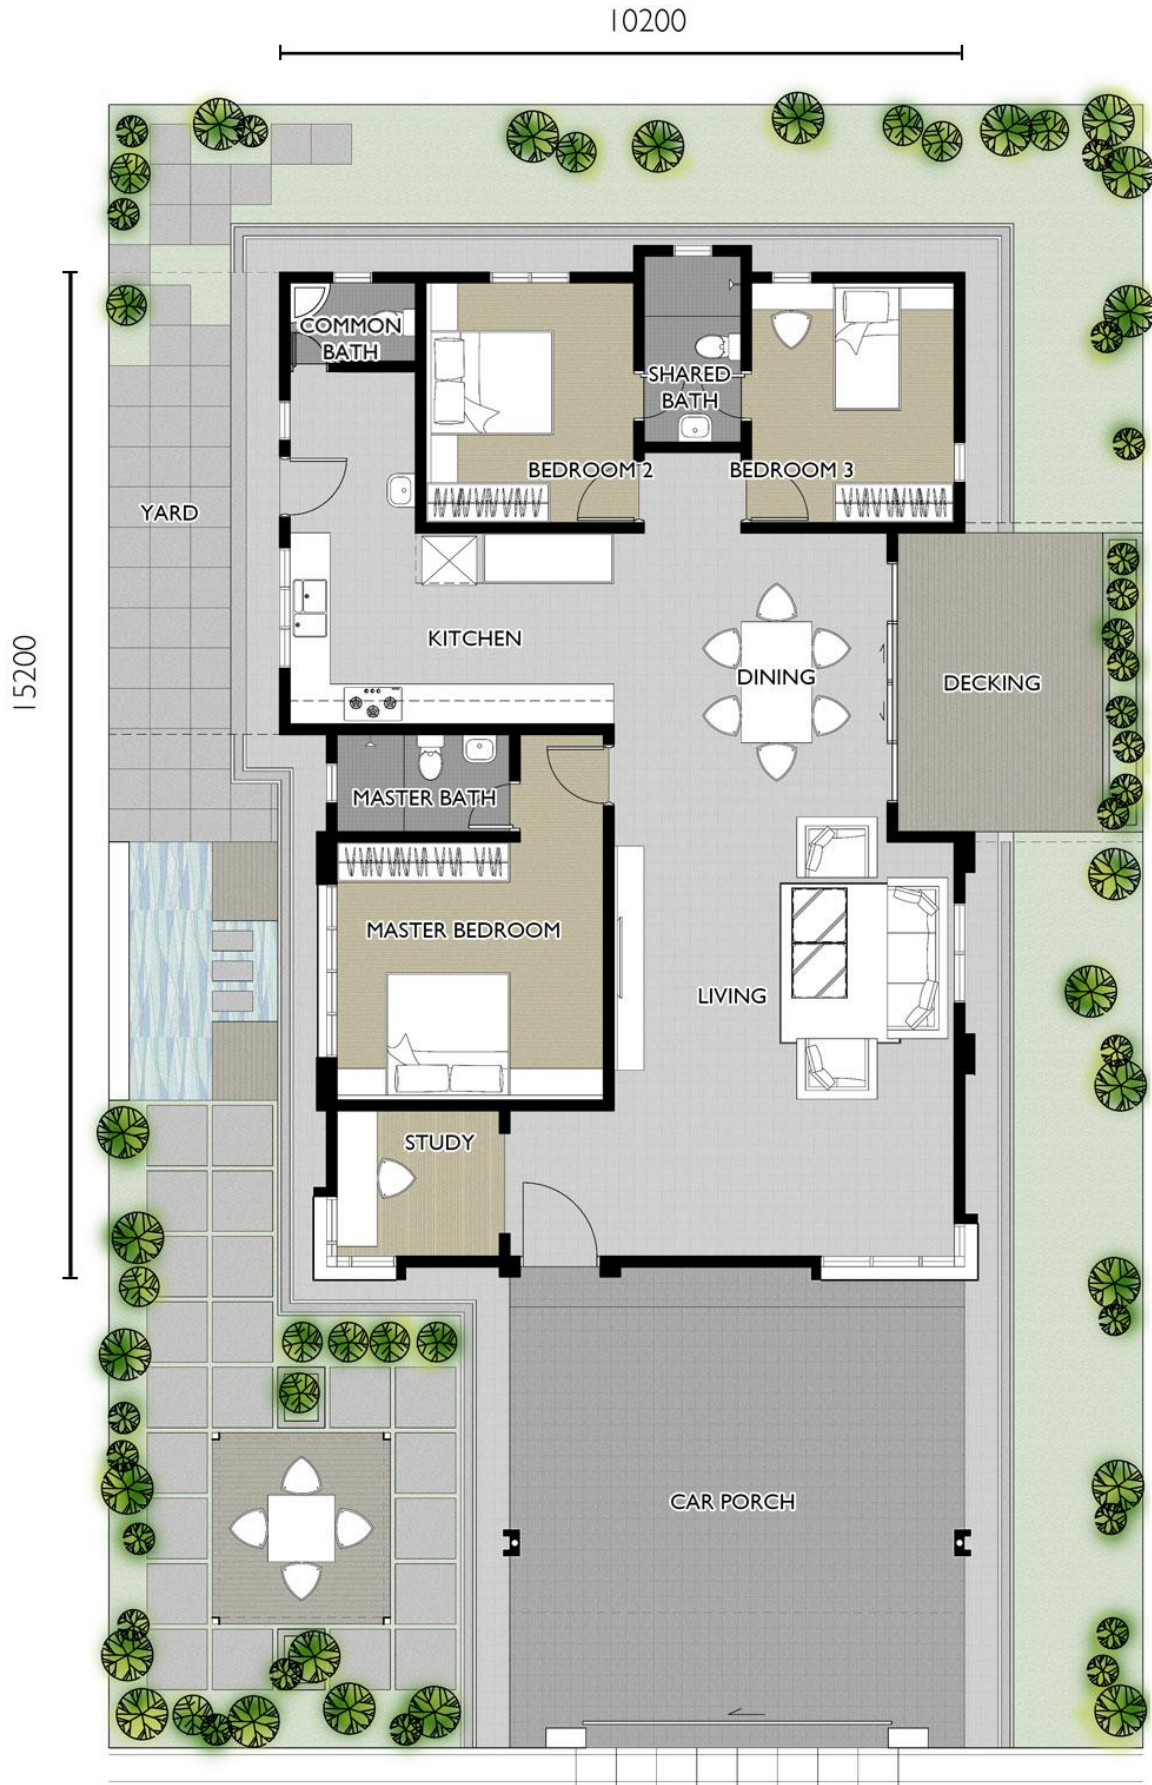 10200
COMMON
BATH
SHARED
BATH
BEDROOM 2
BEDROOM 3
YARD
15200
KITCHEN
DINING
DECKING
MASTER BATH
MASTER BEDROOM
LIVING
STUDY
CAR PORCH